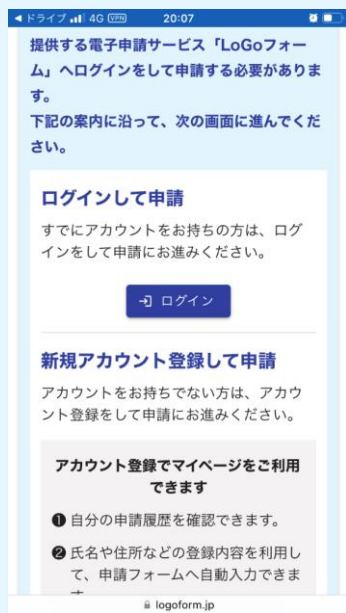 ◀ ドライブ 4G VPN 20:07
提供する電子申請サービス「LoGoフォー
ム」へログインをして申請する必要がありま
す。
下記の案内に沿って、次の画面に進んでくだ
さい。
ログインして申請
すでにアカウントをお持ちの方は、ログ
インをして申請にお進みください。
ログイン
新規アカウント登録して申請
アカウントをお持ちでない方は、アカウ
ント登録をして申請にお進みください。
アカウント登録でマイページをご利用
できます
❶ 自分の申請履歴を確認できます。
❷ 氏名や住所などの登録内容を利用し
て、申請フォームへ自動入力できま
す
logoform.jp